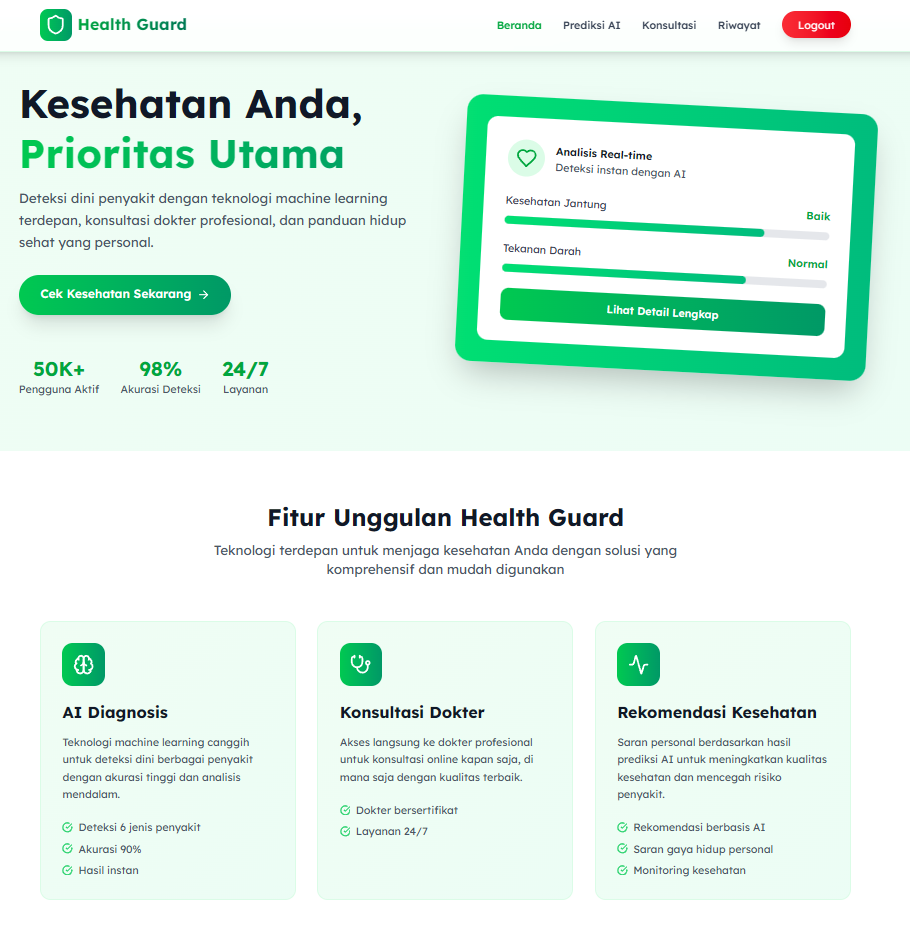 Health Guard
Beranda
Prediksi AI
Konsultasi
Riwayat
Logout
Kesehatan Anda,
Prioritas Utama
Deteksi dini penyakit dengan teknologi machine learning
terdepan, konsultasi dokter profesional, dan panduan hidup
sehat yang personal.
Cek Kesehatan Sekarang →
50K+
Pengguna Aktif
98%
Akurasi Deteksi
24/7
Layanan
Analisis Real-time
Deteksi instan dengan AI
Kesehatan Jantung
Baik
Tekanan Darah
Normal
Lihat Detail Lengkap
Fitur Unggulan Health Guard
Teknologi terdepan untuk menjaga kesehatan Anda dengan solusi yang
komprehensif dan mudah digunakan
AI Diagnosis
Teknologi machine learning canggih
untuk deteksi dini berbagai penyakit
dengan akurasi tinggi dan analisis
mendalam.
Deteksi 6 jenis penyakit
Akurasi 90%
Hasil instan
Konsultasi Dokter
Akses langsung ke dokter profesional
untuk konsultasi online kapan saja, di
mana saja dengan kualitas terbaik.
Dokter bersertifikat
Layanan 24/7
Rekomendasi Kesehatan
Saran personal berdasarkan hasil
prediksi AI untuk meningkatkan kualitas
kesehatan dan mencegah risiko
penyakit.
Rekomendasi berbasis AI
Saran gaya hidup personal
Monitoring kesehatan